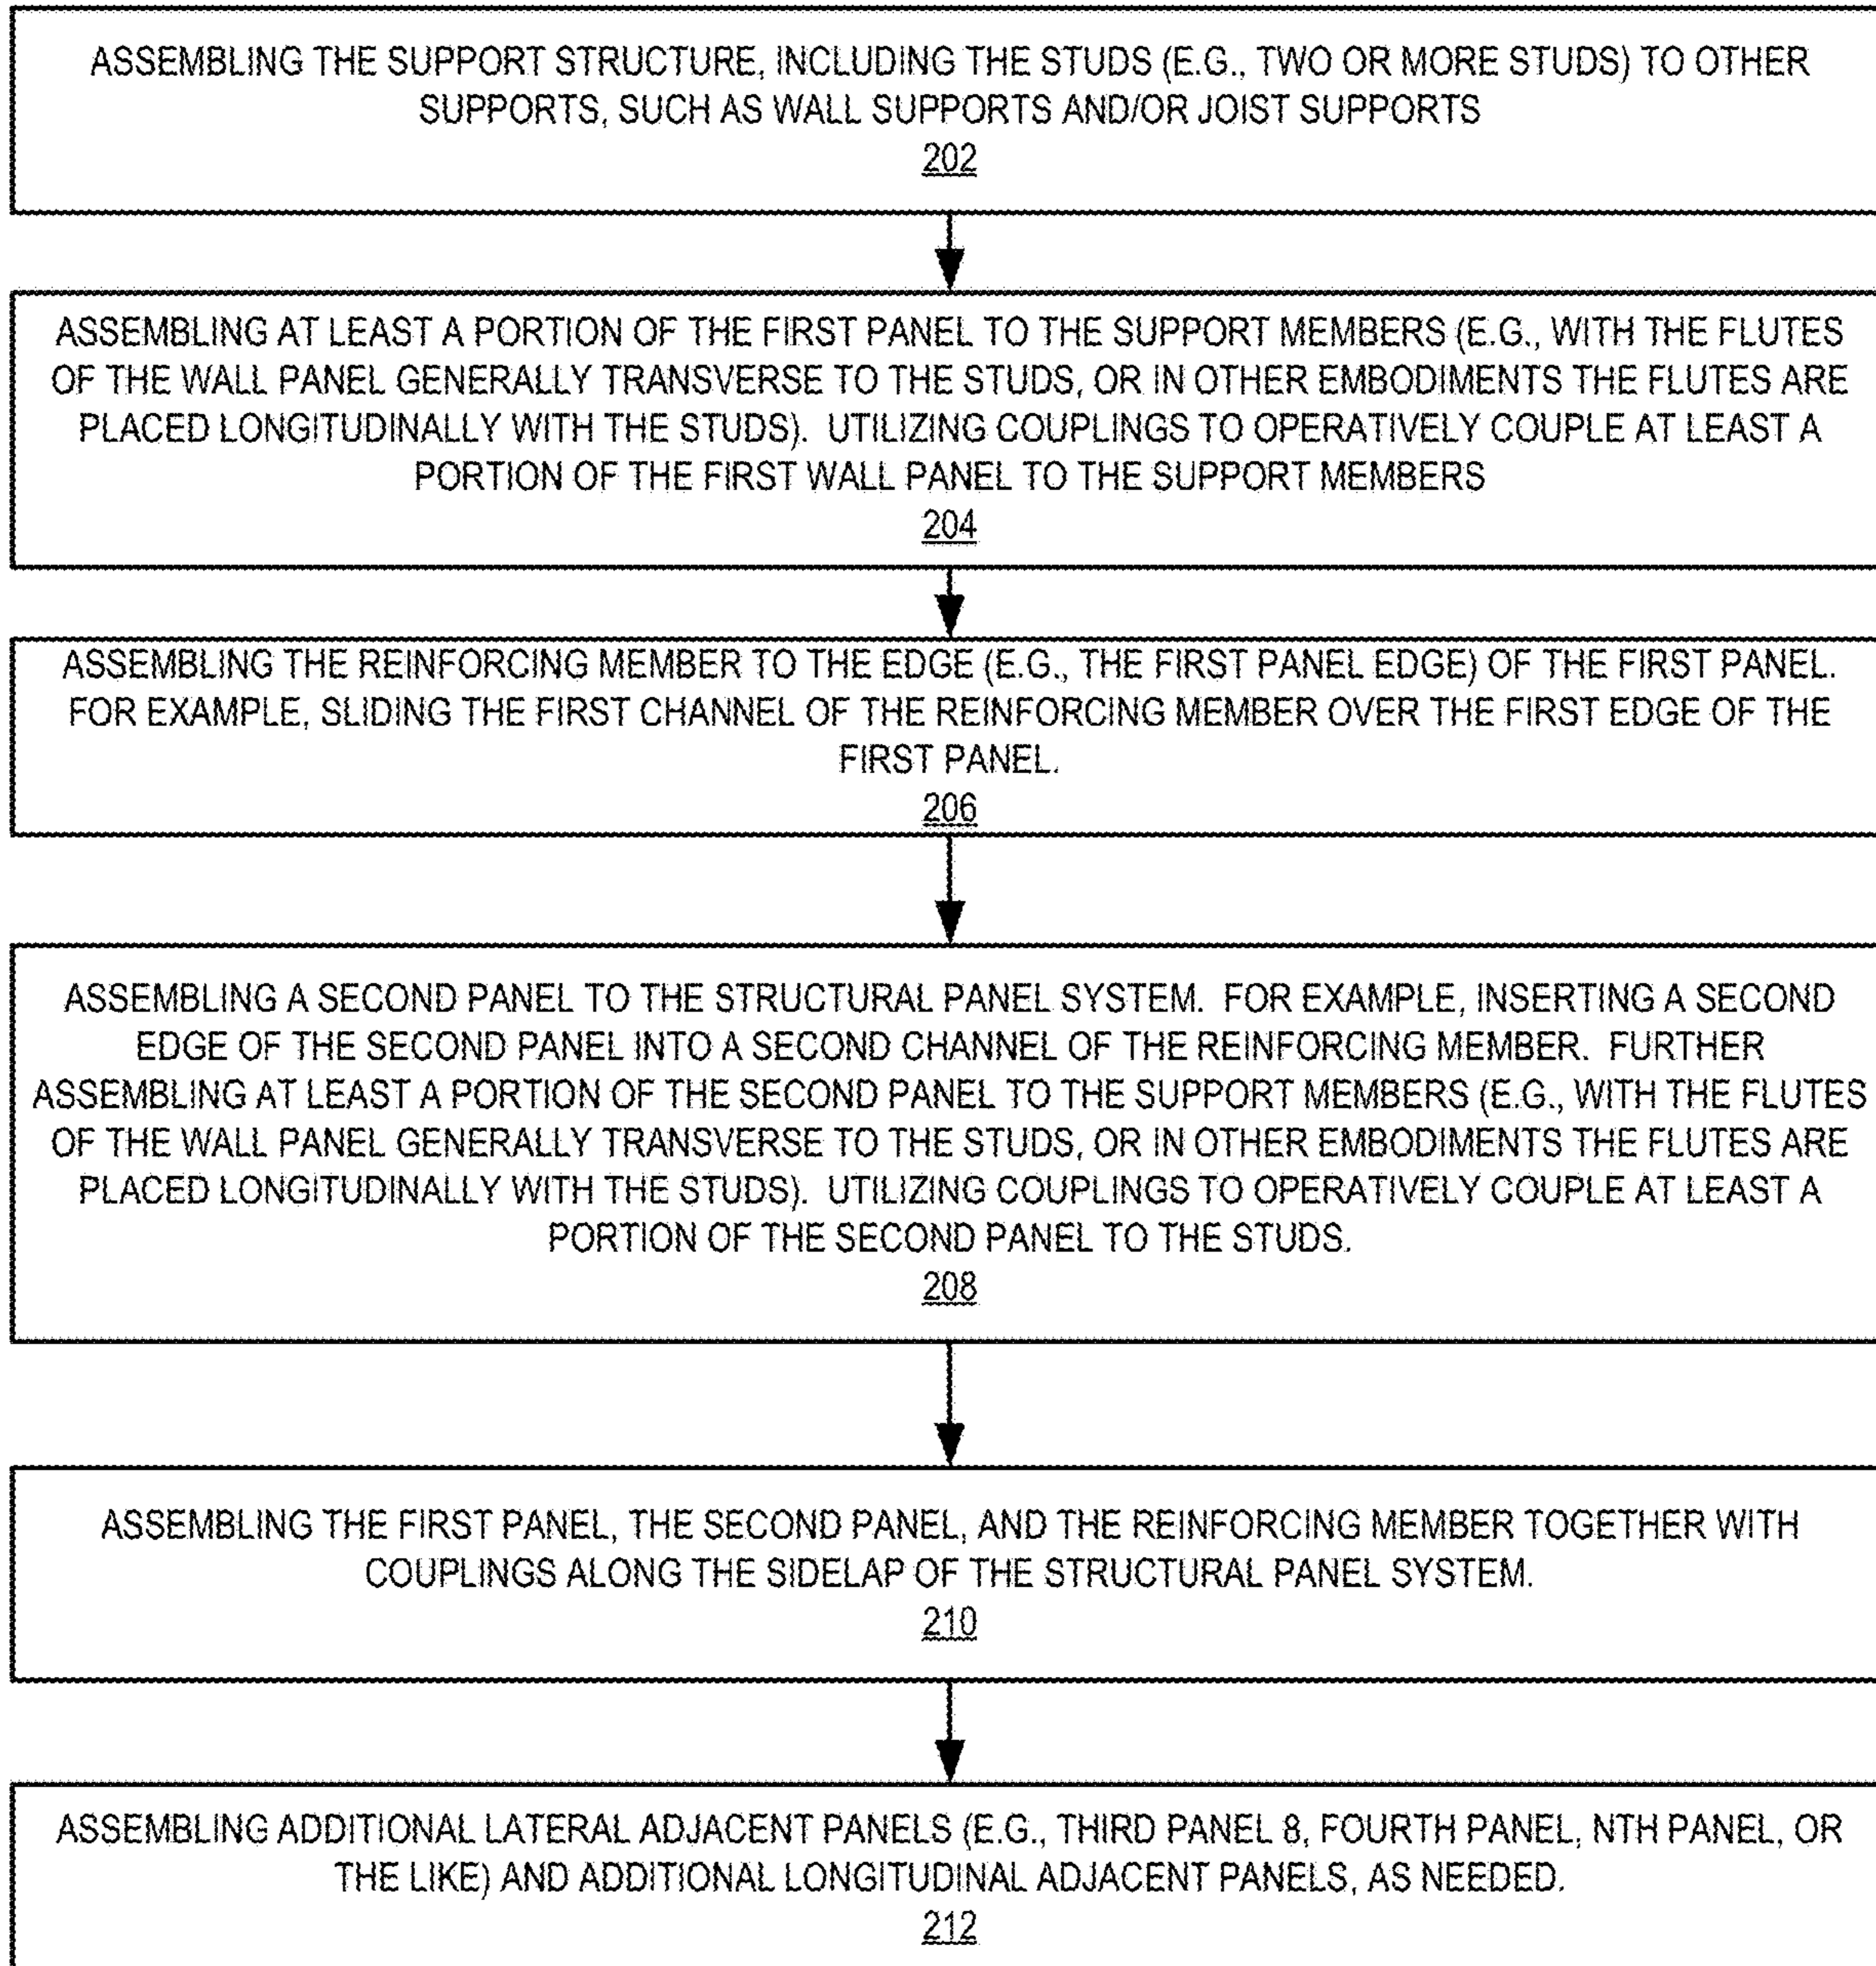 ASSEMBLING THE SUPPORT STRUCTURE, INCLUDING THE STUDS (E.G., TWO OR MORE STUDS) TO OTHER
SUPPORTS, SUCH AS WALL SUPPORTS AND/OR JOIST SUPPORTS
202
ASSEMBLING AT LEAST A PORTION OF THE FIRST PANEL TO THE SUPPORT MEMBERS (E.G., WITH THE FLUTES
OF THE WALL PANEL GENERALLY TRANSVERSE TO THE STUDS, OR IN OTHER EMBODIMENTS THE FLUTES ARE
PLACED LONGITUDINALLY WITH THE STUDS). UTILIZING COUPLINGS TO OPERATIVELY COUPLE AT LEAST A
PORTION OF THE FIRST WALL PANEL TO THE SUPPORT MEMBERS
204
ASSEMBLING THE REINFORCING MEMBER TO THE EDGE (E.G., THE FIRST PANEL EDGE) OF THE FIRST PANEL.
FOR EXAMPLE, SLIDING THE FIRST CHANNEL OF THE REINFORCING MEMBER OVER THE FIRST EDGE OF THE
FIRST PANEL.
206
ASSEMBLING A SECOND PANEL TO THE STRUCTURAL PANEL SYSTEM. FOR EXAMPLE, INSERTING A SECOND
EDGE OF THE SECOND PANEL INTO A SECOND CHANNEL OF THE REINFORCING MEMBER. FURTHER
ASSEMBLING AT LEAST A PORTION OF THE SECOND PANEL TO THE SUPPORT MEMBERS (E.G., WITH THE FLUTES
OF THE WALL PANEL GENERALLY TRANSVERSE TO THE STUDS, OR IN OTHER EMBODIMENTS THE FLUTES ARE
PLACED LONGITUDINALLY WITH THE STUDS). UTILIZING COUPLINGS TO OPERATIVELY COUPLE AT LEAST A
PORTION OF THE SECOND PANEL TO THE STUDS.
208
ASSEMBLING THE FIRST PANEL, THE SECOND PANEL, AND THE REINFORCING MEMBER TOGETHER WITH
COUPLINGS ALONG THE SIDELAP OF THE STRUCTURAL PANEL SYSTEM.
210
ASSEMBLING ADDITIONAL LATERAL ADJACENT PANELS (E.G., THIRD PANEL 8, FOURTH PANEL, NTH PANEL, OR
THE LIKE) AND ADDITIONAL LONGITUDINAL ADJACENT PANELS, AS NEEDED.
212